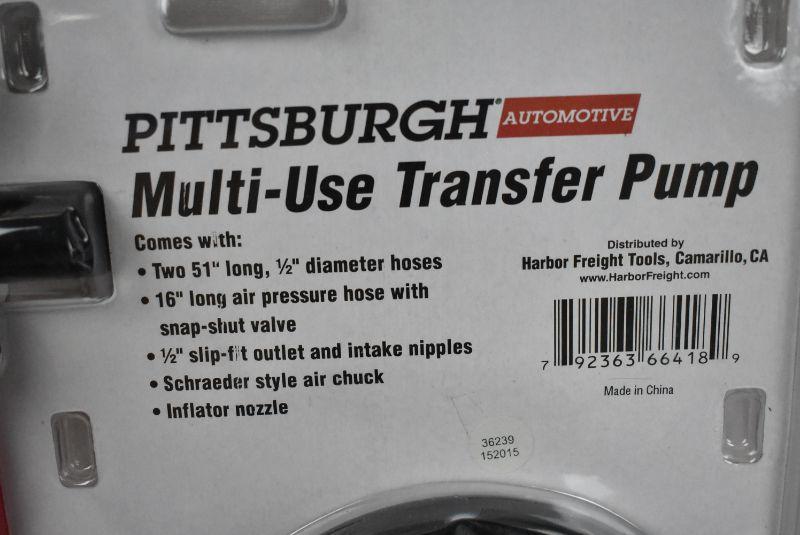 PITTSBURGH® AUTOMOTIVE
Multi-Use Transfer Pump
Comes with:
• Two 51" long, ½" diameter hoses
• 16" long air pressure hose with
snap-shut valve
• ½" slip-fit outlet and intake nipples
• Schraeder style air chuck
• Inflator nozzle
Distributed by
Harbor Freight Tools, Camarillo, CA
www.HarborFreight.com
7 92363 66418 9
Made in China
36239
152015